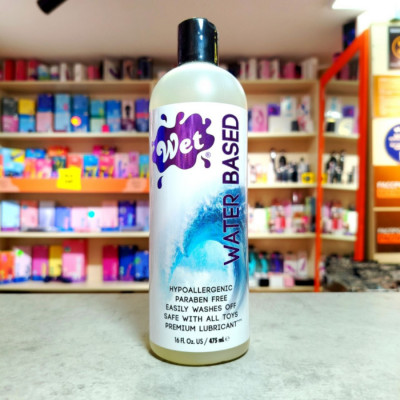 Wet®
WATER BASED
HYPOALLERGENIC
PARABEN FREE
EASILY WASHES OFF
SAFE WITH ALL TOYS
PREMIUM LUBRICANT™
16 fl. Oz. US / 475 ml e